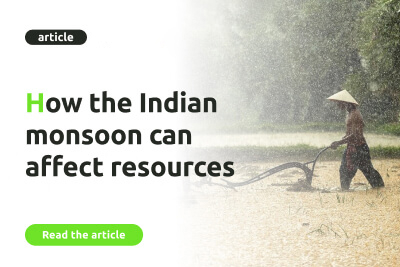 article
How the Indian
monsoon can
affect resources
Read the article